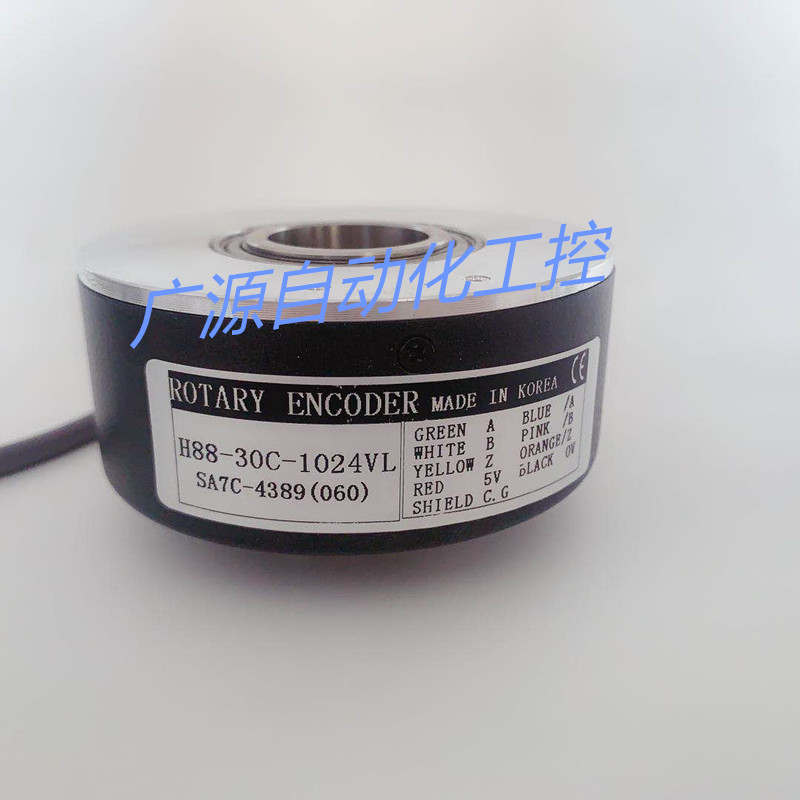 广源自动化工控
ROTARY ENCODER MADE IN KOREA CE
H88-30C-1024VL
SA7C-4389(060)
GREEN A BLUE /A
WHITE B PINK /B
YELLOW Z ORANGE/Z
RED 5V BLACK 0V
SHIELD C.G